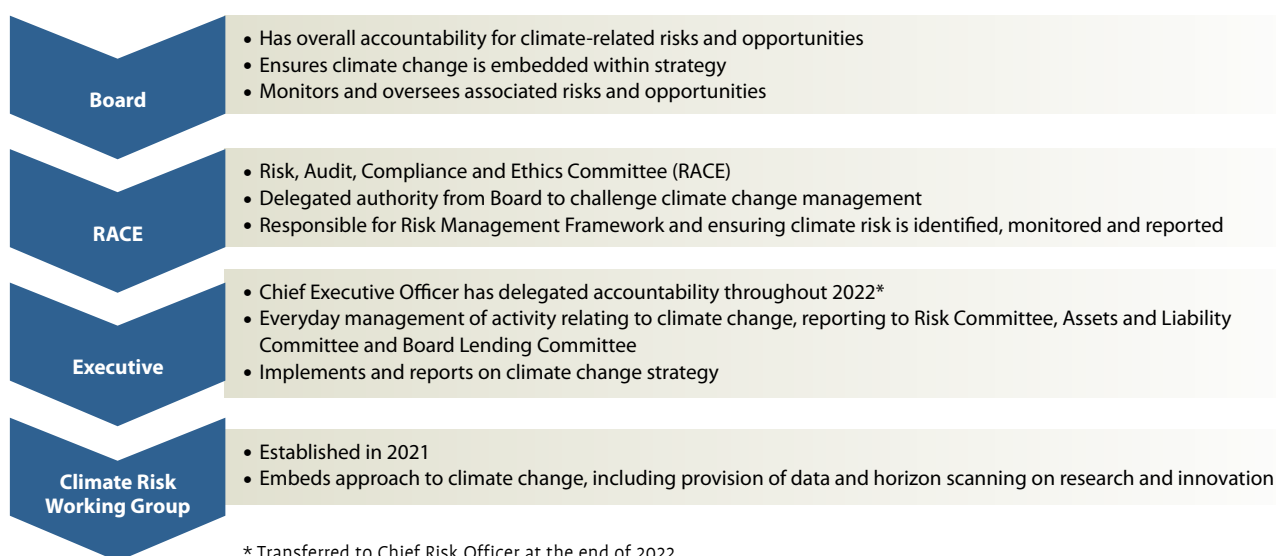 Board
• Has overall accountability for climate-related risks and opportunities
• Ensures climate change is embedded within strategy
• Monitors and oversees associated risks and opportunities
RACE
• Risk, Audit, Compliance and Ethics Committee (RACE)
• Delegated authority from Board to challenge climate change management
• Responsible for Risk Management Framework and ensuring climate risk is identified, monitored and reported
Executive
• Chief Executive Officer has delegated accountability throughout 2022*
• Everyday management of activity relating to climate change, reporting to Risk Committee, Assets and Liability
Committee and Board Lending Committee
• Implements and reports on climate change strategy
Climate Risk
Working Group
• Established in 2021
• Embeds approach to climate change, including provision of data and horizon scanning on research and innovation
* Transferred to Chief Risk Officer at the end of 2022